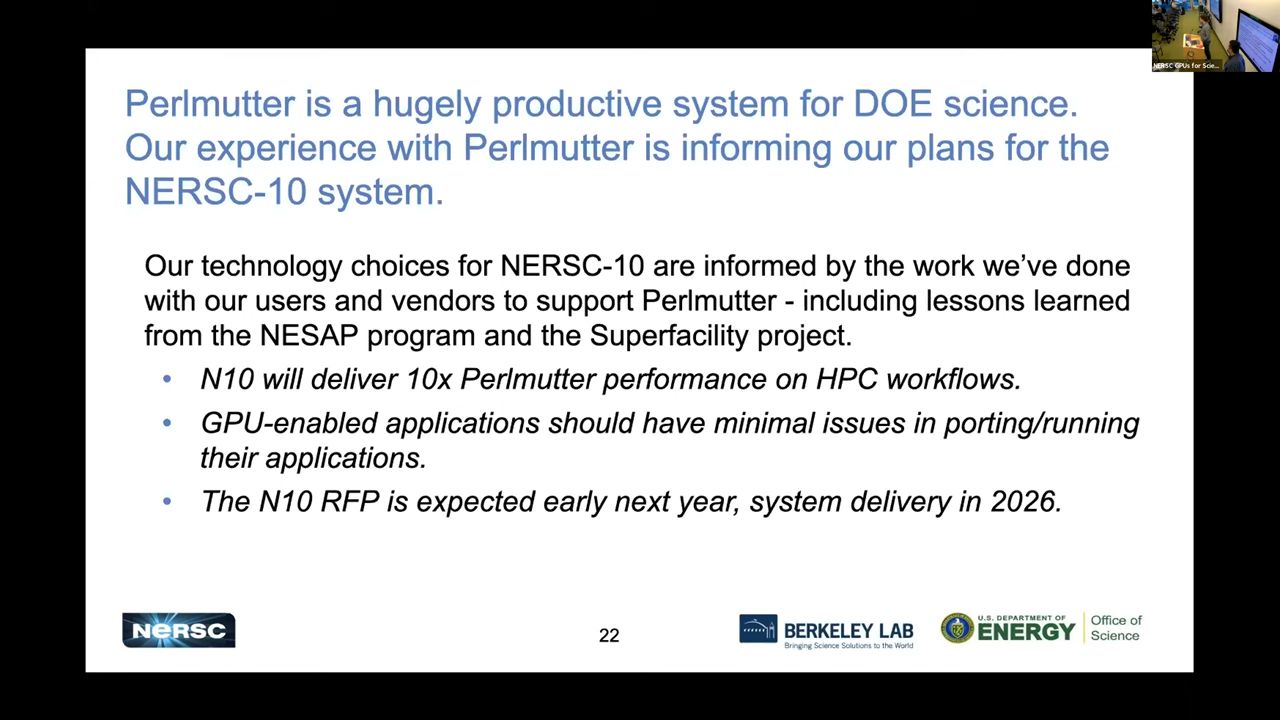 NERSC GPUs for Scie...
Perlmutter is a hugely productive system for DOE science.
Our experience with Perlmutter is informing our plans for the
NERSC-10 system.
Our technology choices for NERSC-10 are informed by the work we’ve done
with our users and vendors to support Perlmutter - including lessons learned
from the NESAP program and the Superfacility project.
• N10 will deliver 10x Perlmutter performance on HPC workflows.
• GPU-enabled applications should have minimal issues in porting/running
their applications.
• The N10 RFP is expected early next year, system delivery in 2026.
NERSC
22
BERKELEY LAB
Bringing Science Solutions to the World
U.S. DEPARTMENT OF
ENERGY
Office of
Science